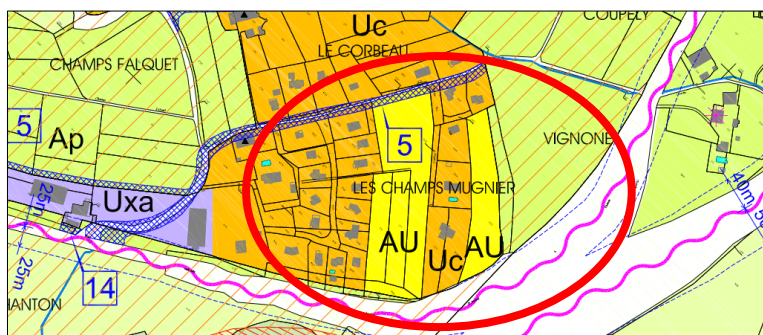 Uc
COUPELY
LE CORBEAU
CHAMPS FALQUET
5
Ap
5
VIGNONE
LES CHAMPS MUGNIER
Uxa
25m
40m
AU
Uc
AU
25m
14
HANTON